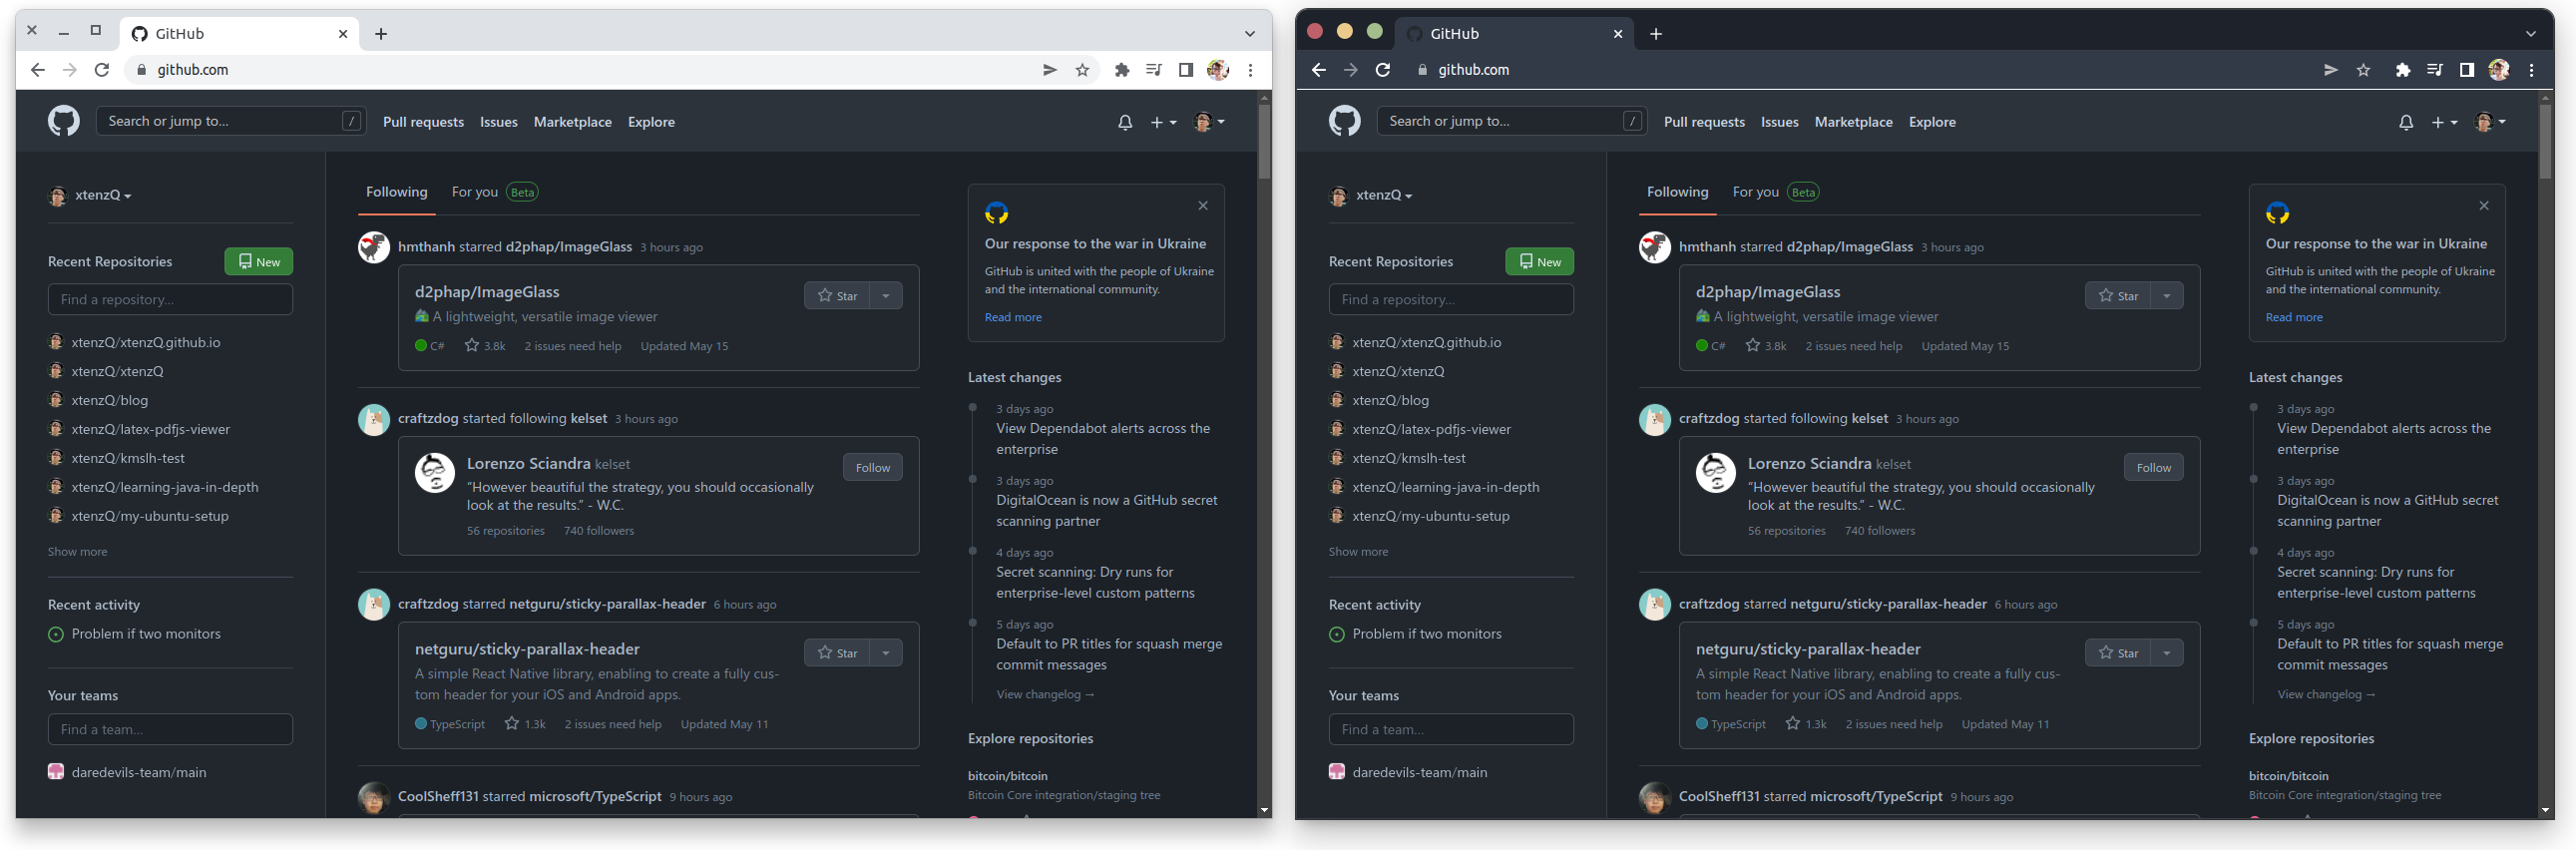 GitHub
github.com
Search or jump to... /
Pull requests Issues Marketplace Explore
xtenzQ
Recent Repositories
New
Find a repository...
xtenzQ/xtenzQ.github.io
xtenzQ/xtenzQ
xtenzQ/blog
xtenzQ/latex-pdfjs-viewer
xtenzQ/kmslh-test
xtenzQ/learning-java-in-depth
xtenzQ/my-ubuntu-setup
Show more
Recent activity
Problem if two monitors
Your teams
Find a team...
daredevils-team/main
Following For you Beta
hmthanh starred d2phap/ImageGlass 3 hours ago
d2phap/ImageGlass
Star
A lightweight, versatile image viewer
C# 3.8k 2 issues need help Updated May 15
craftzdog started following kelset 3 hours ago
Lorenzo Sciandra kelset
Follow
“However beautiful the strategy, you should occasionally
look at the results.” - W.C.
56 repositories 740 followers
craftzdog starred netguru/sticky-parallax-header 6 hours ago
netguru/sticky-parallax-header
Star
A simple React Native library, enabling to create a fully cus-
tom header for your iOS and Android apps.
TypeScript 1.3k 2 issues need help Updated May 11
CoolSheff131 starred microsoft/TypeScript 9 hours ago
Our response to the war in Ukraine
GitHub is united with the people of Ukraine
and the international community.
Read more
Latest changes
3 days ago
View Dependabot alerts across the
enterprise
3 days ago
DigitalOcean is now a GitHub secret
scanning partner
4 days ago
Secret scanning: Dry runs for
enterprise-level custom patterns
5 days ago
Default to PR titles for squash merge
commit messages
View changelog →
Explore repositories
bitcoin/bitcoin
Bitcoin Core integration/staging tree
GitHub
github.com
Search or jump to... /
Pull requests Issues Marketplace Explore
xtenzQ
Recent Repositories
New
Find a repository...
xtenzQ/xtenzQ.github.io
xtenzQ/xtenzQ
xtenzQ/blog
xtenzQ/latex-pdfjs-viewer
xtenzQ/kmslh-test
xtenzQ/learning-java-in-depth
xtenzQ/my-ubuntu-setup
Show more
Recent activity
Problem if two monitors
Your teams
Find a team...
daredevils-team/main
Following For you Beta
hmthanh starred d2phap/ImageGlass 3 hours ago
d2phap/ImageGlass
Star
A lightweight, versatile image viewer
C# 3.8k 2 issues need help Updated May 15
craftzdog started following kelset 3 hours ago
Lorenzo Sciandra kelset
Follow
“However beautiful the strategy, you should occasionally
look at the results.” - W.C.
56 repositories 740 followers
craftzdog starred netguru/sticky-parallax-header 6 hours ago
netguru/sticky-parallax-header
Star
A simple React Native library, enabling to create a fully cus-
tom header for your iOS and Android apps.
TypeScript 1.3k 2 issues need help Updated May 11
CoolSheff131 starred microsoft/TypeScript 9 hours ago
Our response to the war in Ukraine
GitHub is united with the people of Ukraine
and the international community.
Read more
Latest changes
3 days ago
View Dependabot alerts across the
enterprise
3 days ago
DigitalOcean is now a GitHub secret
scanning partner
4 days ago
Secret scanning: Dry runs for
enterprise-level custom patterns
5 days ago
Default to PR titles for squash merge
commit messages
View changelog →
Explore repositories
bitcoin/bitcoin
Bitcoin Core integration/staging tree